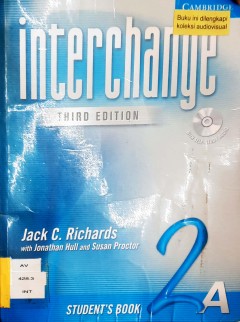 CAMBRIDGE
Buku ini dilengkapi
koleksi audiovisual
interchange
THIRD EDITION
Jack C. Richards
with Jonathan Hull and Susan Proctor
AV
428.3
INT
2A
STUDENT'S BOOK